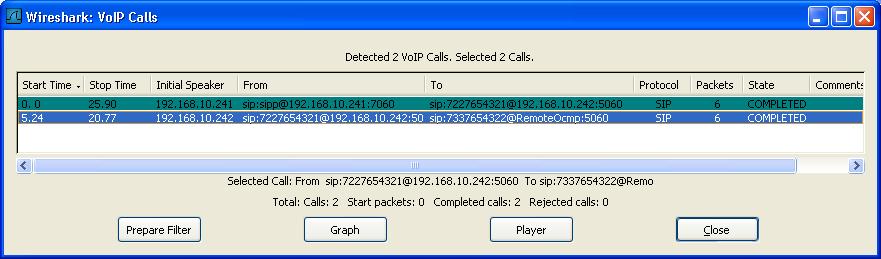 Wireshark: VoIP Calls
Detected 2 VoIP Calls. Selected 2 Calls.
Start Time Stop Time Initial Speaker From To Protocol Packets State Comments
0. 0 25.90 192.168.10.241 sip:sipp@192.168.10.241:7060 sip:7227654321@192.168.10.242:5060 SIP 6 COMPLETED
5.24 20.77 192.168.10.242 sip:7227654321@192.168.10.242:50 sip:7337654322@RemoteOcmp:5060 SIP 6 COMPLETED
Selected Call: From sip:7227654321@192.168.10.242:5060 To sip:7337654322@Remo
Total: Calls: 2 Start packets: 0 Completed calls: 2 Rejected calls: 0
Prepare Filter Graph Player Close